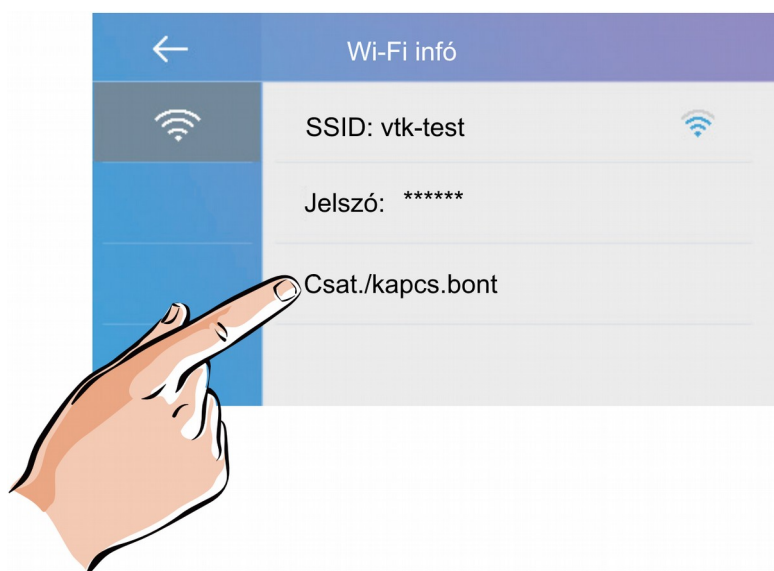 Wi-Fi infó
SSID: vtk-test
Jelszó: ******
Csat./kapcs.bont